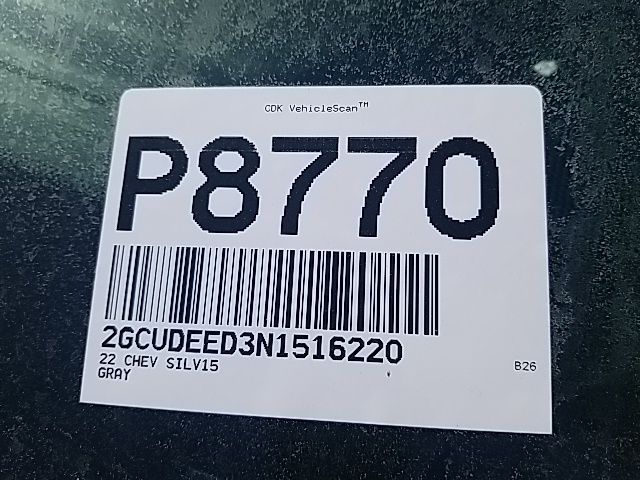 CDK VehicleScan™
P8770
2GCUDEED3N1516220
22 CHEV SILV15
GRAY
B26